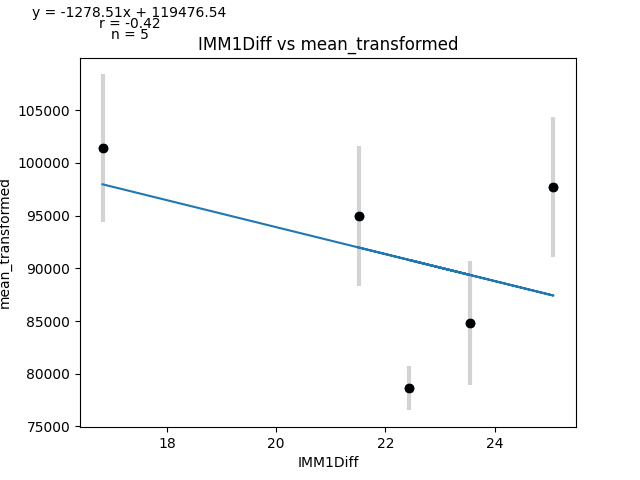 y = -1278.51x + 119476.54
r = -0.42
n = 5
IMM1Diff vs mean_transformed
105000
100000
95000
90000
85000
80000
75000
mean_transformed
18
20
22
24
IMM1Diff